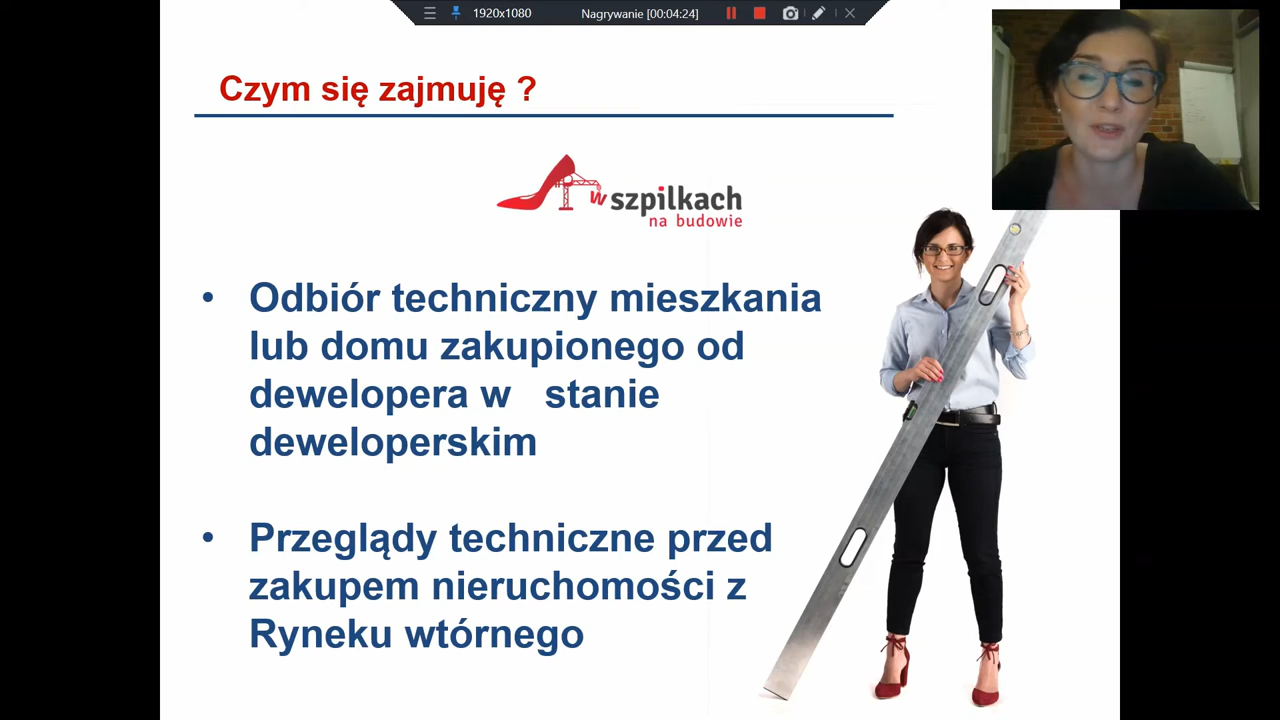 1920x1080
Nagrywanie [00:04:24]
Czym się zajmuję ?
w szpilkach
na budowie
• Odbiór techniczny mieszkania
lub domu zakupionego od
dewelopera w stanie
deweloperskim
• Przeglądy techniczne przed
zakupem nieruchomości z
Ryneku wtórnego